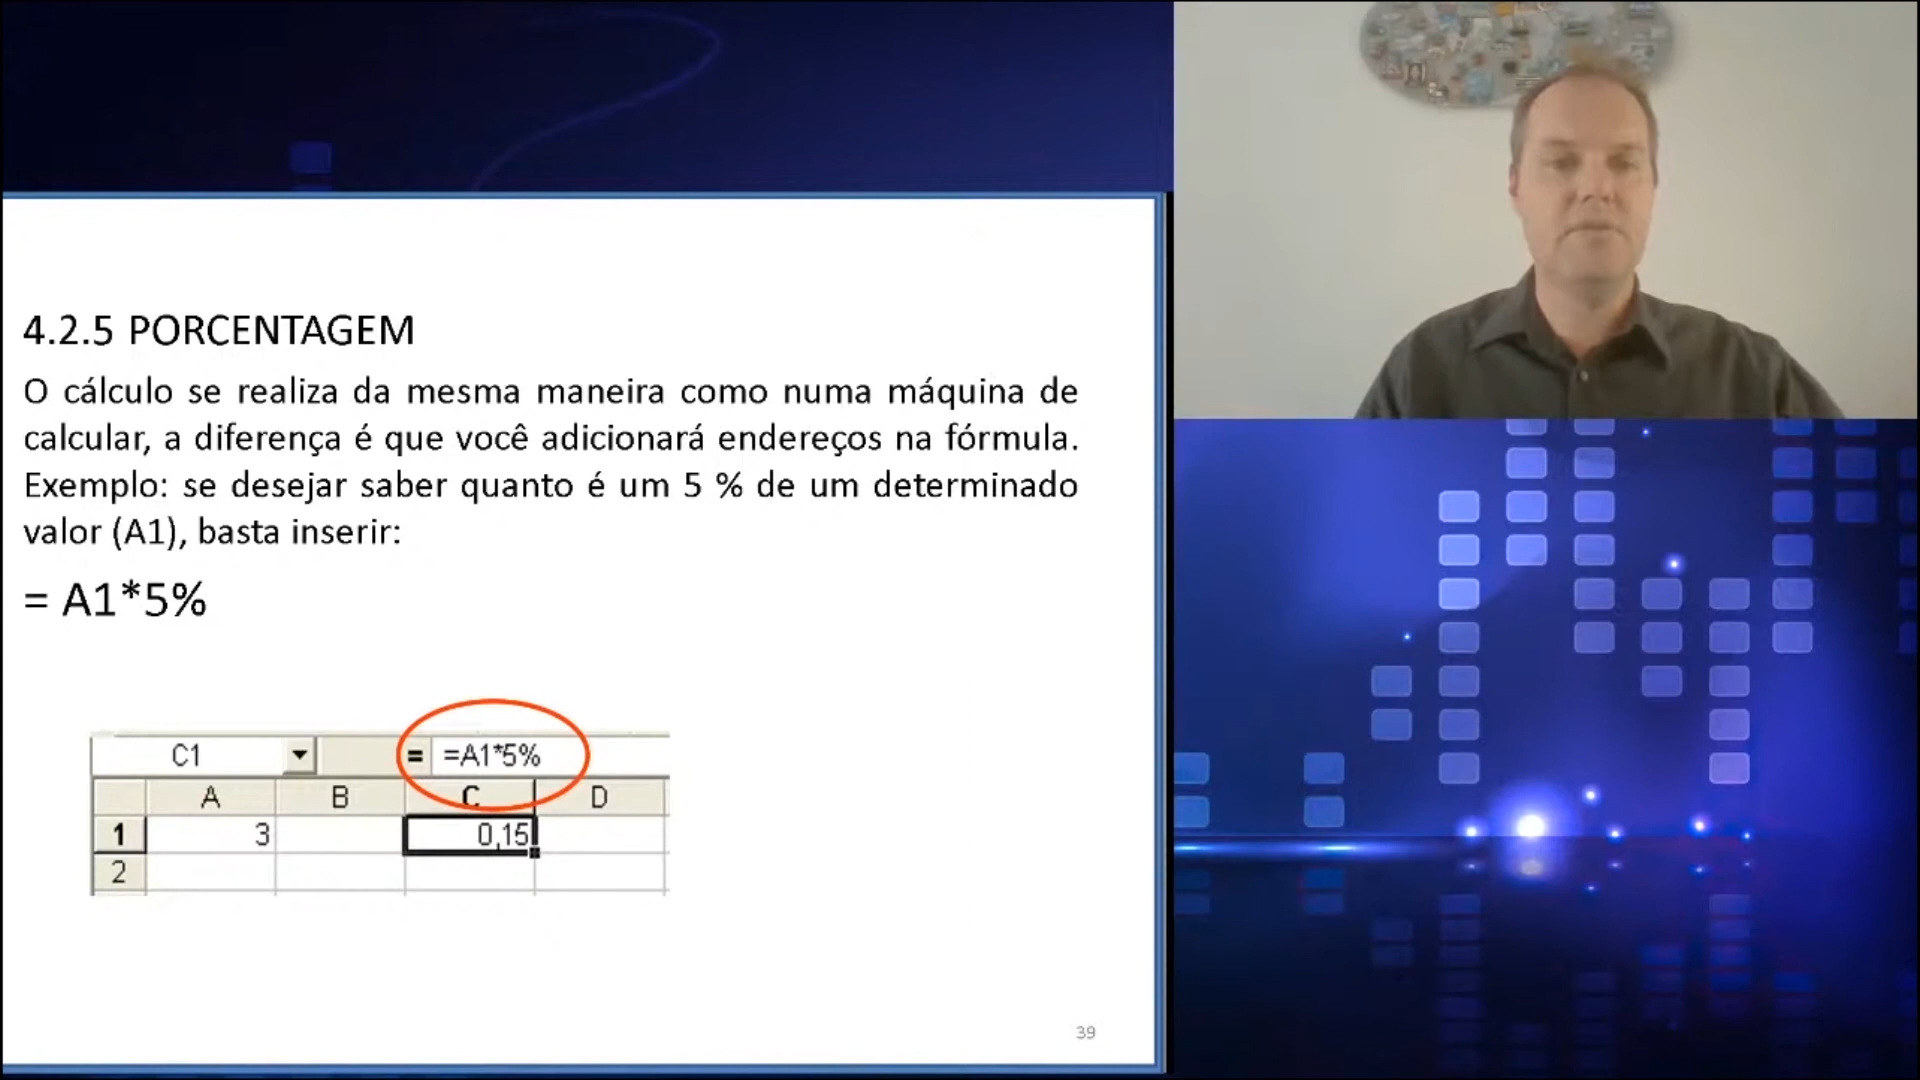 4.2.5 PORCENTAGEM
O cálculo se realiza da mesma maneira como numa máquina de
calcular, a diferença é que você adicionará endereços na fórmula.
Exemplo: se desejar saber quanto é um 5 % de um determinado
valor (A1), basta inserir:
= A1*5%
C1 = =A1*5%
A B C D
1 3 0,15
2
39